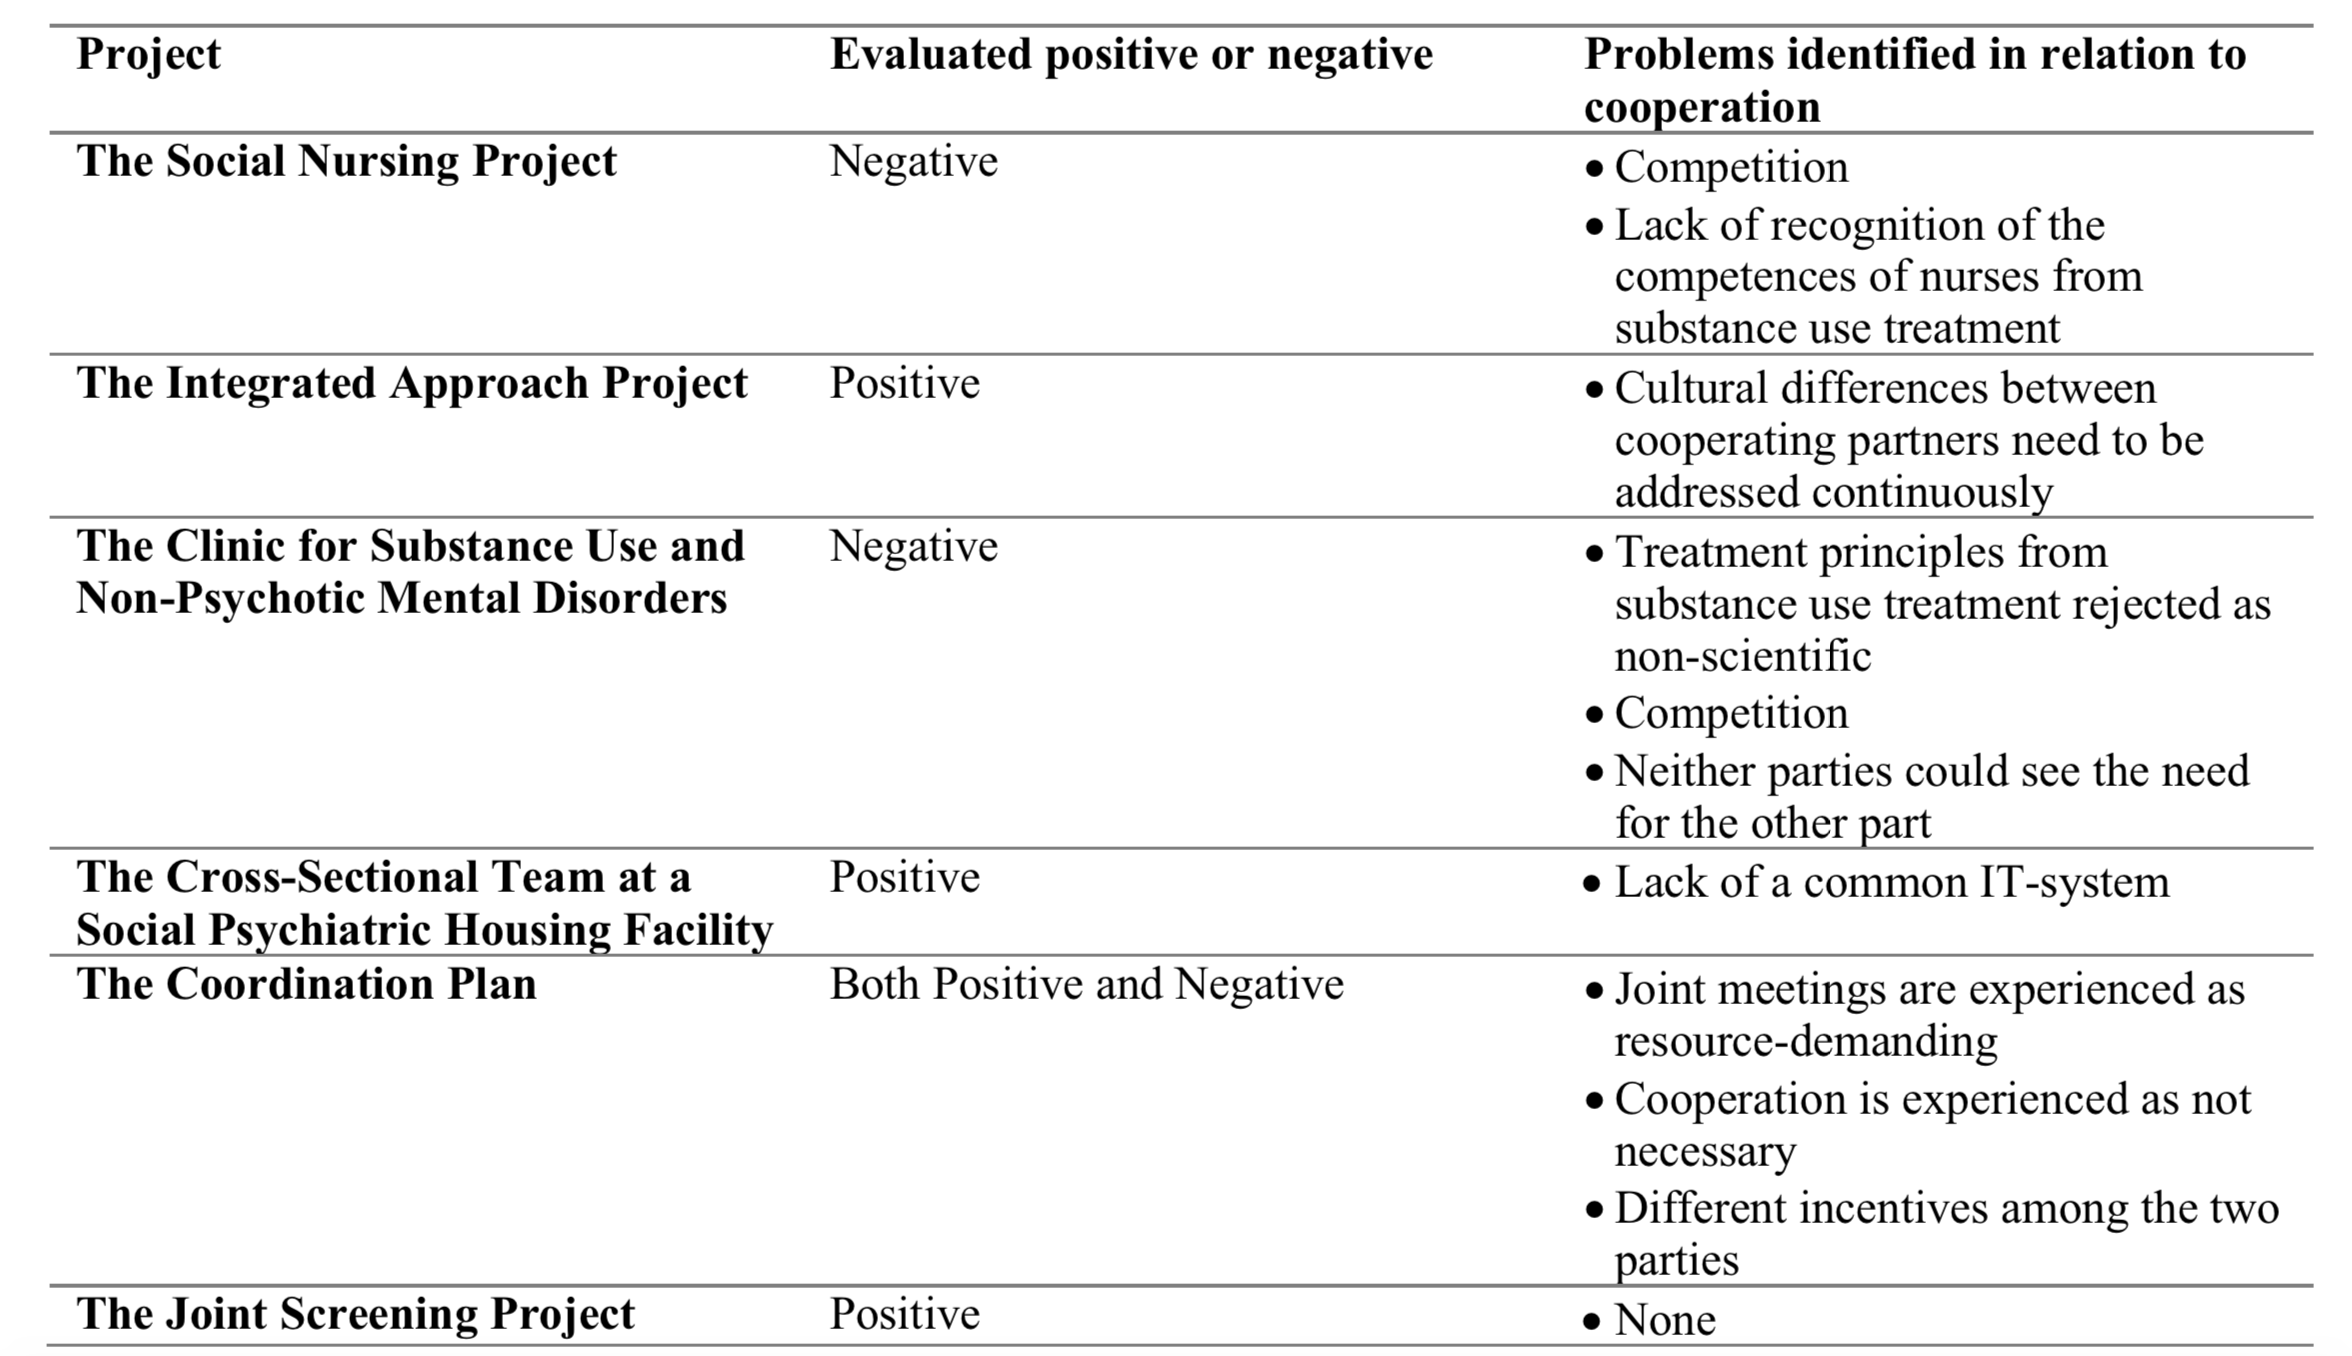 Project Evaluated positive or negative Problems identified in relation to
cooperation
The Social Nursing Project Negative • Competition
• Lack of recognition of the
competences of nurses from
substance use treatment
The Integrated Approach Project Positive • Cultural differences between
cooperating partners need to be
addressed continuously
The Clinic for Substance Use and Negative • Treatment principles from
Non-Psychotic Mental Disorders substance use treatment rejected as
non-scientific
• Competition
• Neither parties could see the need
for the other part
The Cross-Sectional Team at a Positive • Lack of a common IT-system
Social Psychiatric Housing Facility
The Coordination Plan Both Positive and Negative • Joint meetings are experienced as
resource-demanding
• Cooperation is experienced as not
necessary
• Different incentives among the two
parties
The Joint Screening Project Positive • None